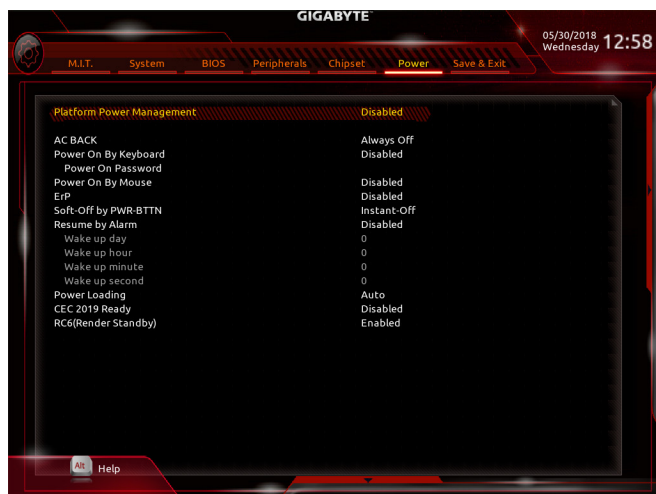 GIGABYTE
05/30/2018 Wednesday 12:58
M.I.T. System BIOS Peripherals Chipset Power Save & Exit
Platform Power Management Disabled
AC BACK Always Off
Power On By Keyboard Disabled
Power On Password
Power On By Mouse Disabled
ErP Disabled
Soft-Off by PWR-BTTN Instant-Off
Resume by Alarm Disabled
Wake up day 0
Wake up hour 0
Wake up minute 0
Wake up second 0
Power Loading Auto
CEC 2019 Ready Disabled
RC6(Render Standby) Enabled
Alt Help